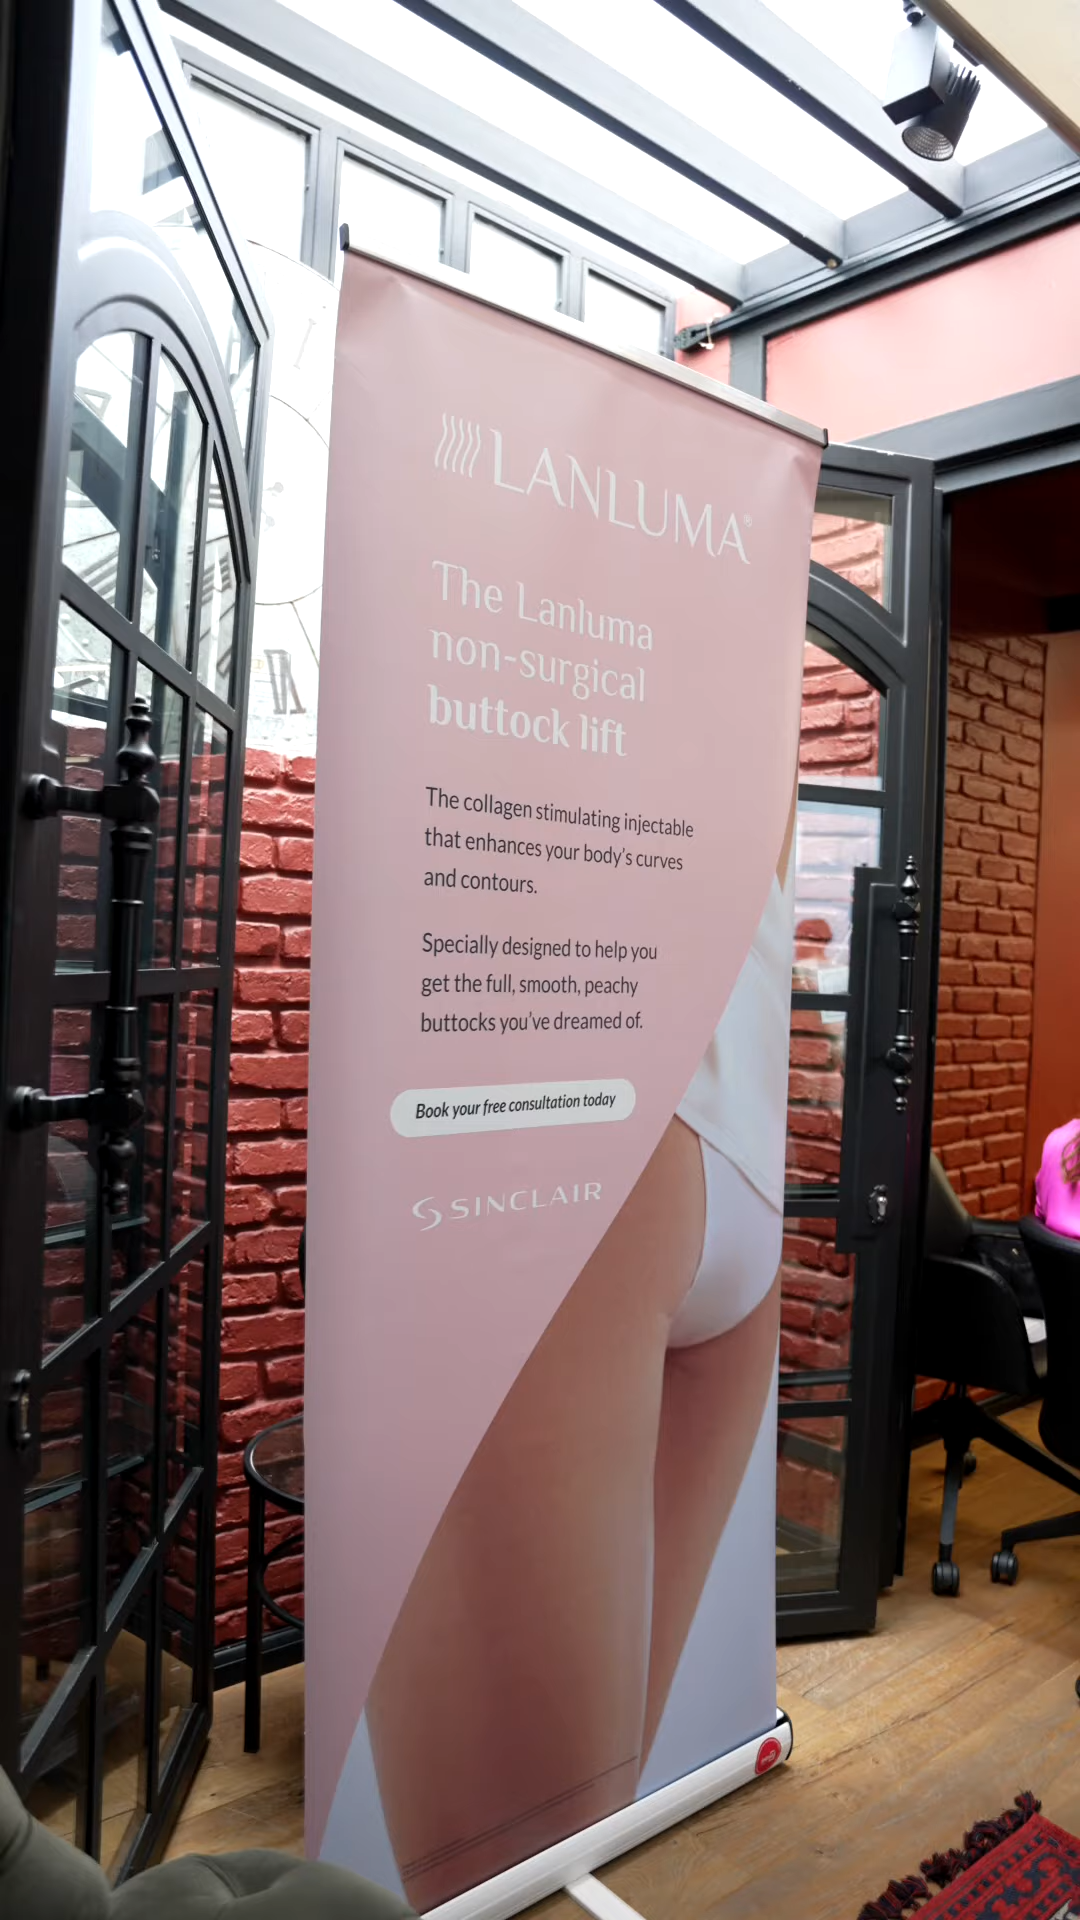 LANLUMA®
The Lanluma
non-surgical
buttock lift
The collagen stimulating injectable
that enhances your body's curves
and contours.
Specially designed to help you
get the full, smooth, peachy
buttocks you've dreamed of.
Book your free consultation today
SINCLAIR